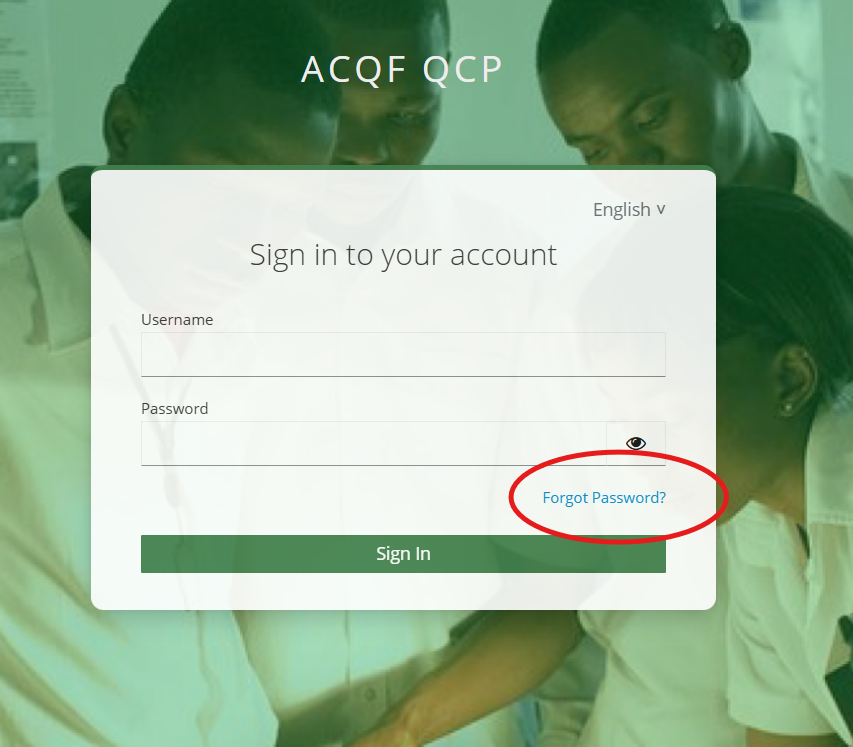 ACQF QCP
English v
Sign in to your account
Username
Password
Forgot Password?
Sign In